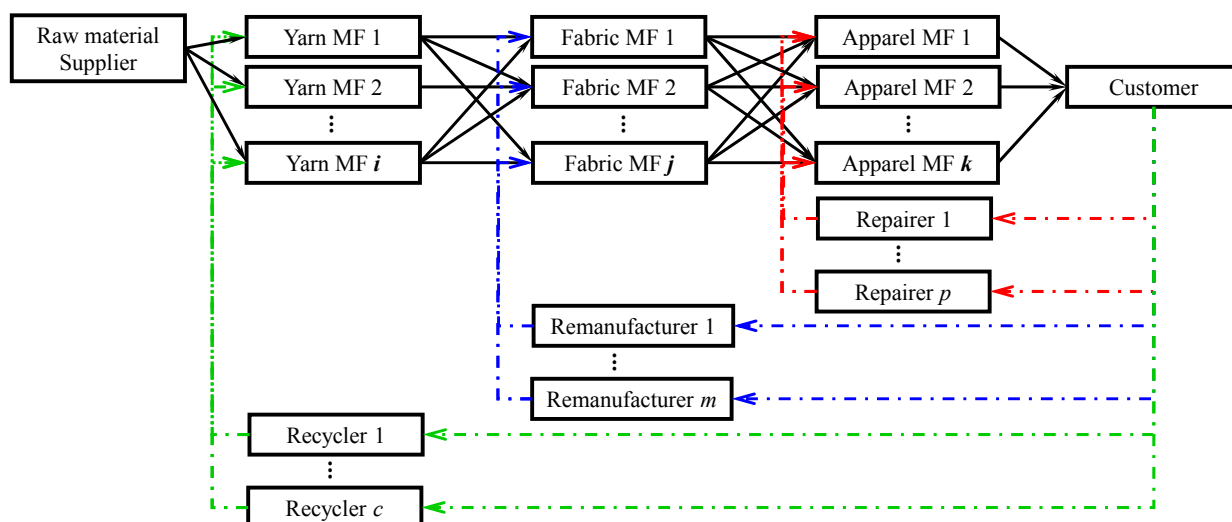 Raw material
Supplier
Yarn MF 1
Fabric MF 1
Apparel MF 1
Yarn MF 2
Fabric MF 2
Apparel MF 2
Customer
Yarn MF i
Fabric MF j
Apparel MF k
Repairer 1
Repairer p
Remanufacturer 1
Remanufacturer m
Recycler 1
Recycler c